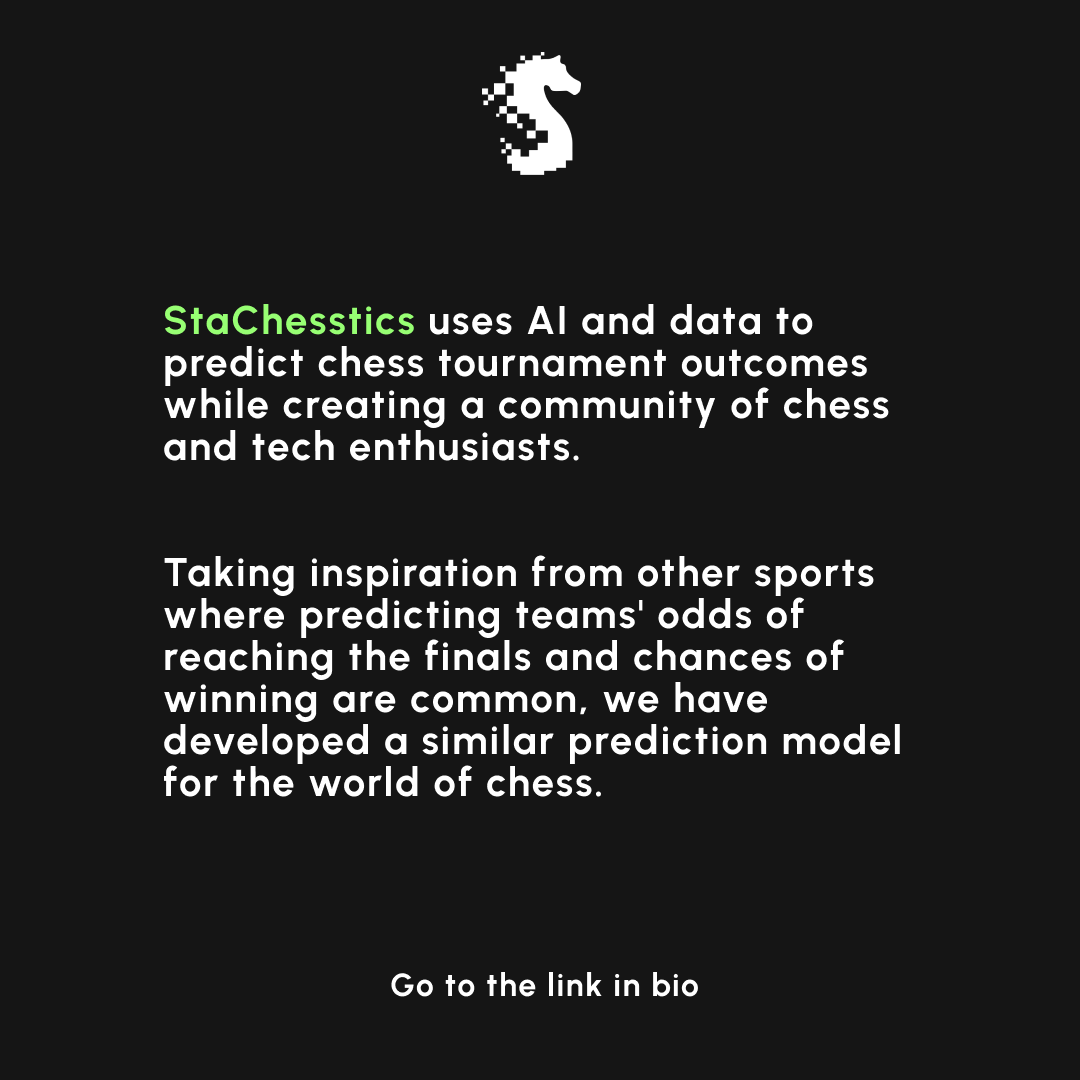 StaChesstics uses AI and data to
predict chess tournament outcomes
while creating a community of chess
and tech enthusiasts.
Taking inspiration from other sports
where predicting teams' odds of
reaching the finals and chances of
winning are common, we have
developed a similar prediction model
for the world of chess.
Go to the link in bio